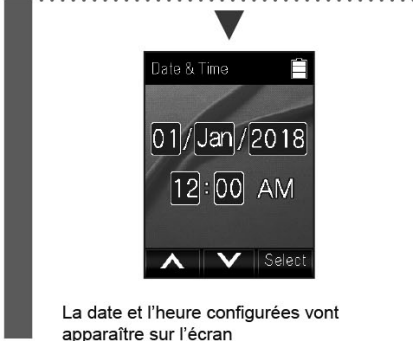 Date & Time
01/Jan/2018
12:00 AM
Select
La date et l'heure configurées vont
apparaître sur l'écran